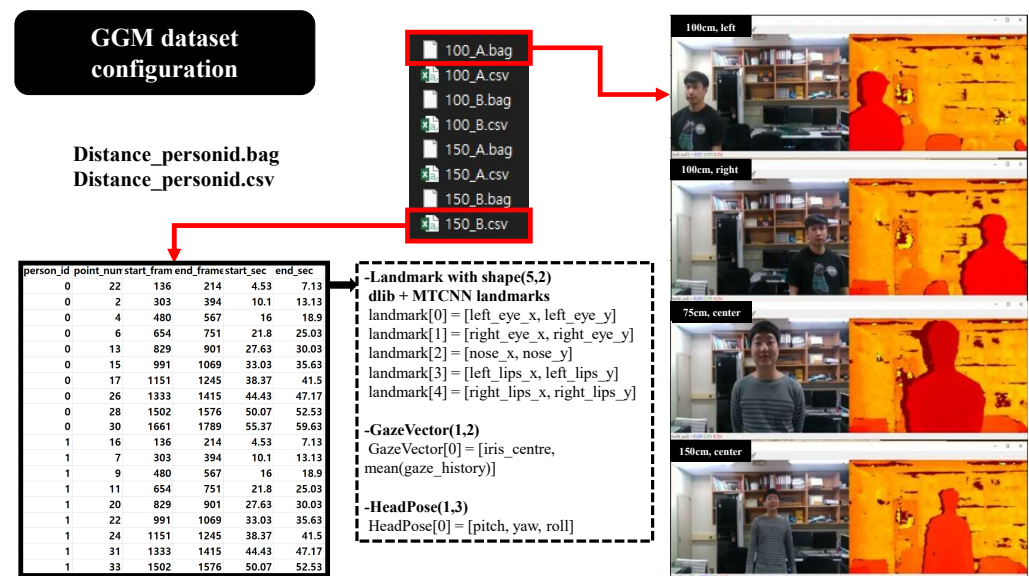 GGM dataset
configuration
Distance_personid.bag
Distance_personid.csv
100_A.bag
100_A.csv
100_B.bag
100_B.csv
150_A.bag
150_A.csv
150_B.bag
150_B.csv
person_id point_num start_fram end_frame start_sec end_sec
0 22 136 214 4.53 7.13
0 2 303 394 10.1 13.13
0 4 480 567 16 18.9
0 6 654 751 21.8 25.03
0 13 829 901 27.63 30.03
0 15 991 1069 33.03 35.63
0 17 1151 1245 38.37 41.5
0 26 1333 1415 44.43 47.17
0 28 1502 1576 50.07 52.53
0 30 1661 1789 55.37 59.63
1 16 136 214 4.53 7.13
1 7 303 394 10.1 13.13
1 9 480 567 16 18.9
1 11 654 751 21.8 25.03
1 20 829 901 27.63 30.03
1 22 991 1069 33.03 35.63
1 24 1151 1245 38.37 41.5
1 31 1333 1415 44.43 47.17
1 33 1502 1576 50.07 52.53
-Landmark with shape(5,2)
dlib + MTCNN landmarks
landmark[0] = [left_eye_x, left_eye_y]
landmark[1] = [right_eye_x, right_eye_y]
landmark[2] = [nose_x, nose_y]
landmark[3] = [left_lips_x, left_lips_y]
landmark[4] = [right_lips_x, right_lips_y]
-GazeVector(1,2)
GazeVector[0] = [iris_centre,
mean(gaze_history)]
-HeadPose(1,3)
HeadPose[0] = [pitch, yaw, roll]
100cm, left
100cm, right
75cm, center
150cm, center